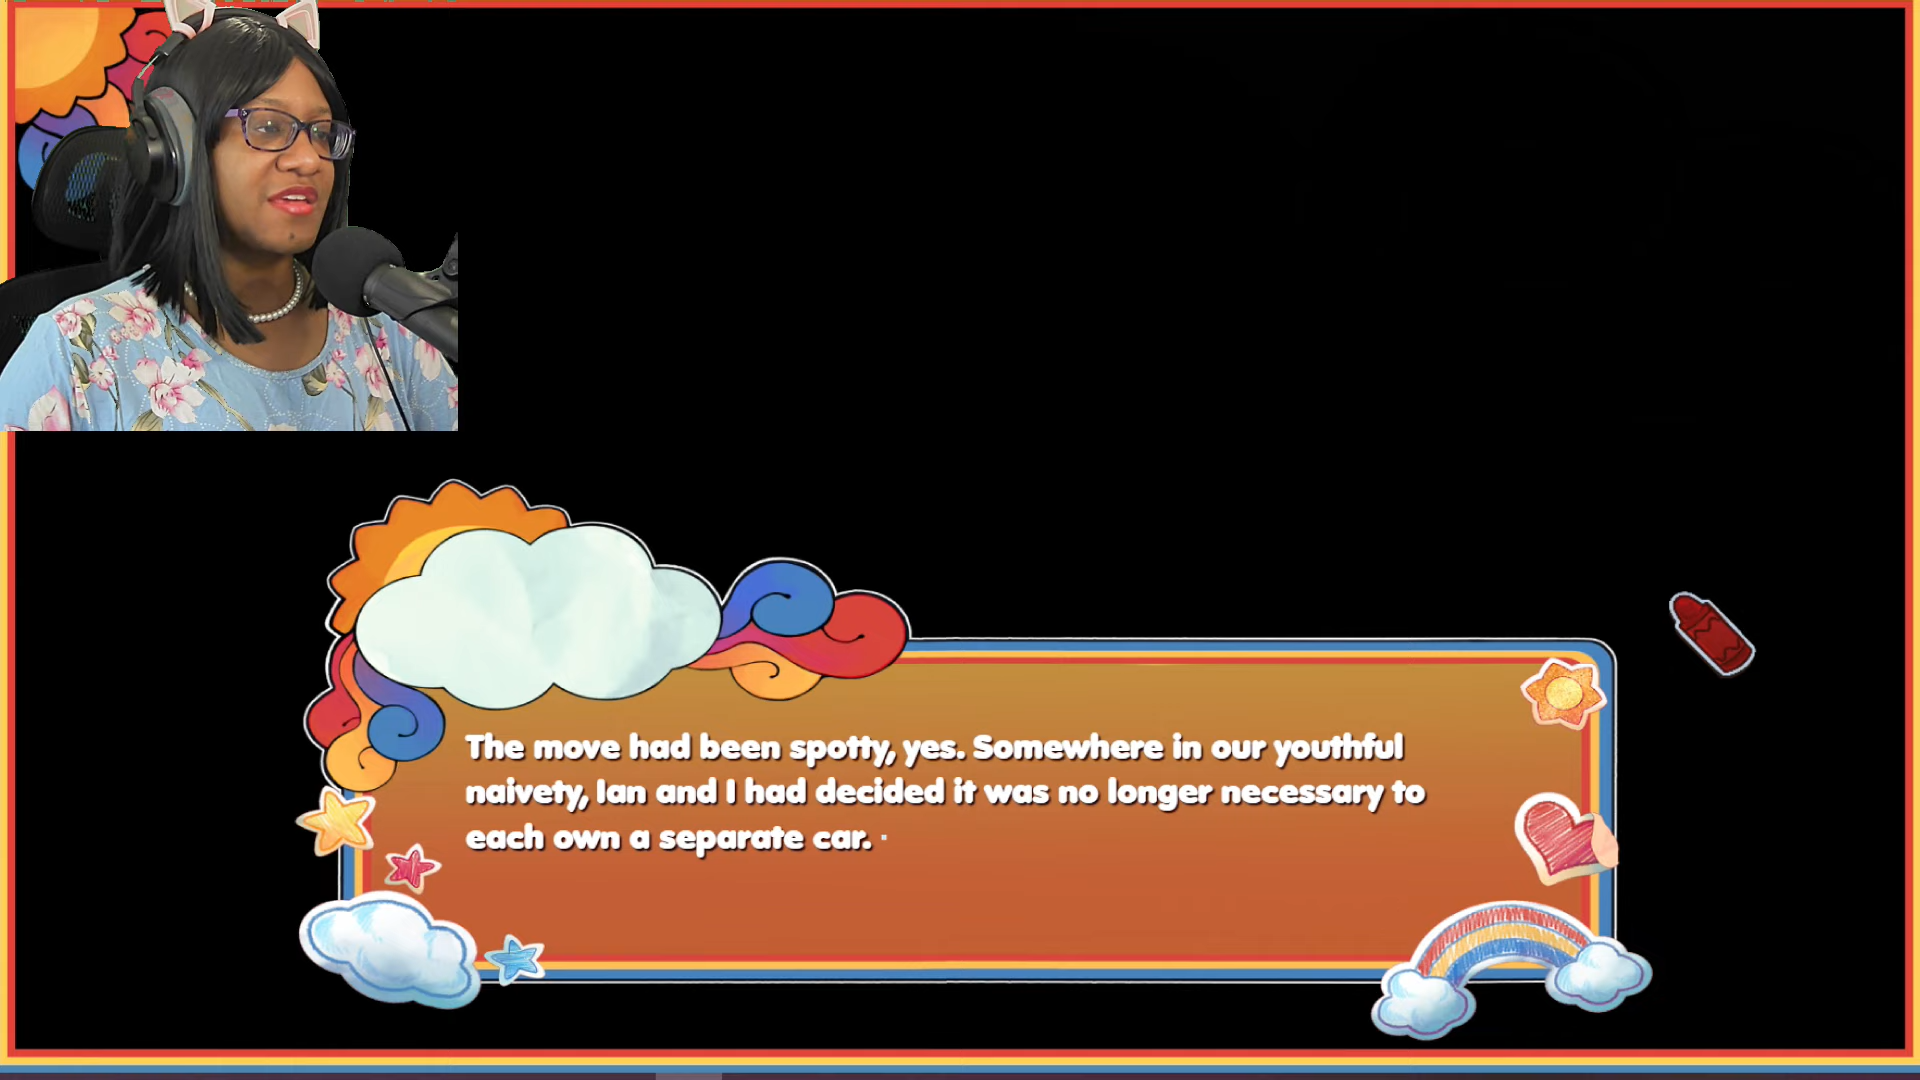 The move had been spotty, yes. Somewhere in our youthful
naivety, Ian and I had decided it was no longer necessary to
each own a separate car.